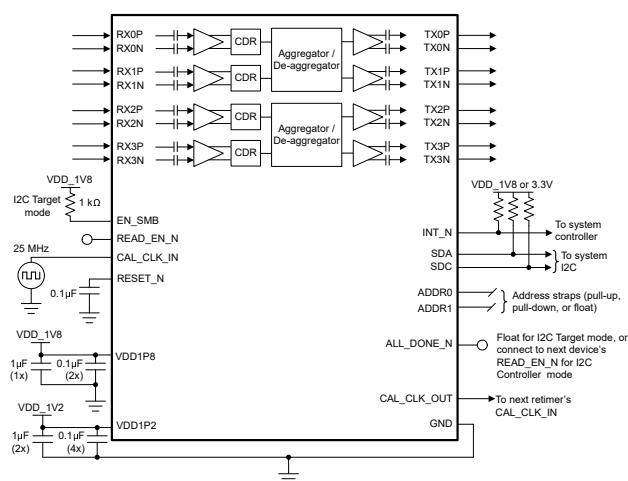 RX0P
RX0N
CDR
Aggregator /
De-aggregator
TX0P
TX0N
RX1P
RX1N
CDR
TX1P
TX1N
RX2P
RX2N
CDR
Aggregator /
De-aggregator
TX2P
TX2N
RX3P
RX3N
CDR
TX3P
TX3N
VDD_1V8
I2C Target
mode
1 kΩ
EN_SMB
READ_EN_N
25 MHz
CAL_CLK_IN
RESET_N
0.1µF
VDD_1V8
VDD1P8
1µF
(1x)
0.1µF
(2x)
VDD_1V2
VDD1P2
1µF
(2x)
0.1µF
(4x)
VDD_1V8 or 3.3V
INT_N
To system
controller
SDA
SDC
To system
I2C
ADDR0
ADDR1
Address straps (pull-up,
pull-down, or float)
ALL_DONE_N
Float for I2C Target mode, or
connect to next device's
READ_EN_N for I2C
Controller mode
CAL_CLK_OUT
To next retimer's
CAL_CLK_IN
GND